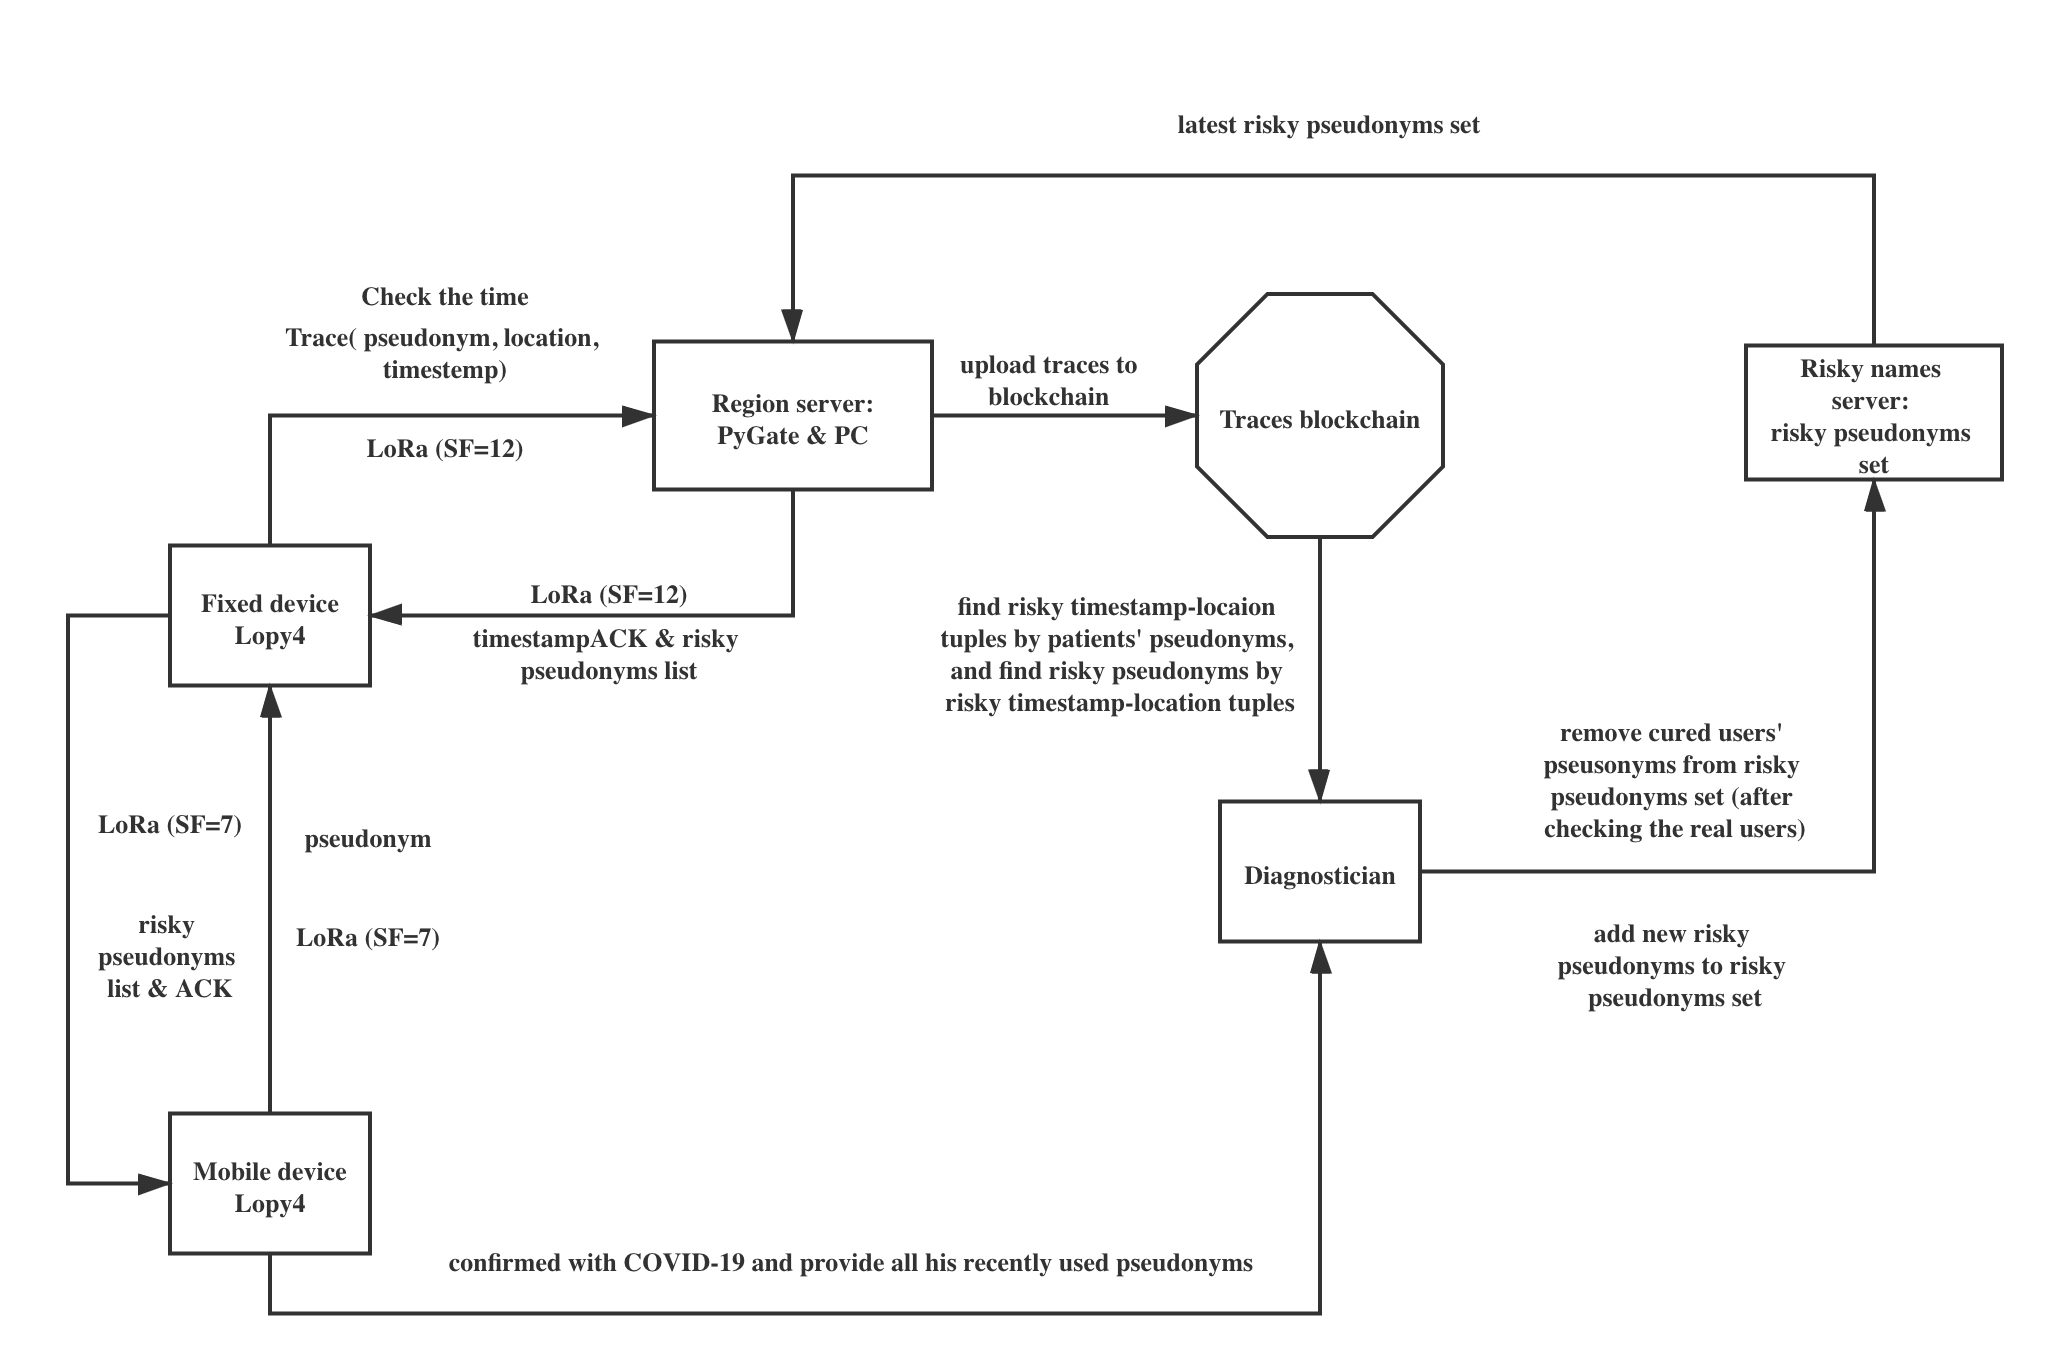 latest risky pseudonyms set
Check the time
Trace( pseudonym, location,
timestemp)
LoRa (SF=12)
Region server:
PyGate & PC
upload traces to
blockchain
Traces blockchain
Risky names
server:
risky pseudonyms
set
Fixed device
Lopy4
LoRa (SF=12)
timestampACK & risky
pseudonyms list
find risky timestamp-locaion
tuples by patients' pseudonyms,
and find risky pseudonyms by
risky timestamp-location tuples
remove cured users'
pseusonyms from risky
pseudonyms set (after
checking the real users)
LoRa (SF=7)
pseudonym
risky
pseudonyms
list & ACK
LoRa (SF=7)
Diagnostician
add new risky
pseudonyms to risky
pseudonyms set
Mobile device
Lopy4
confirmed with COVID-19 and provide all his recently used pseudonyms